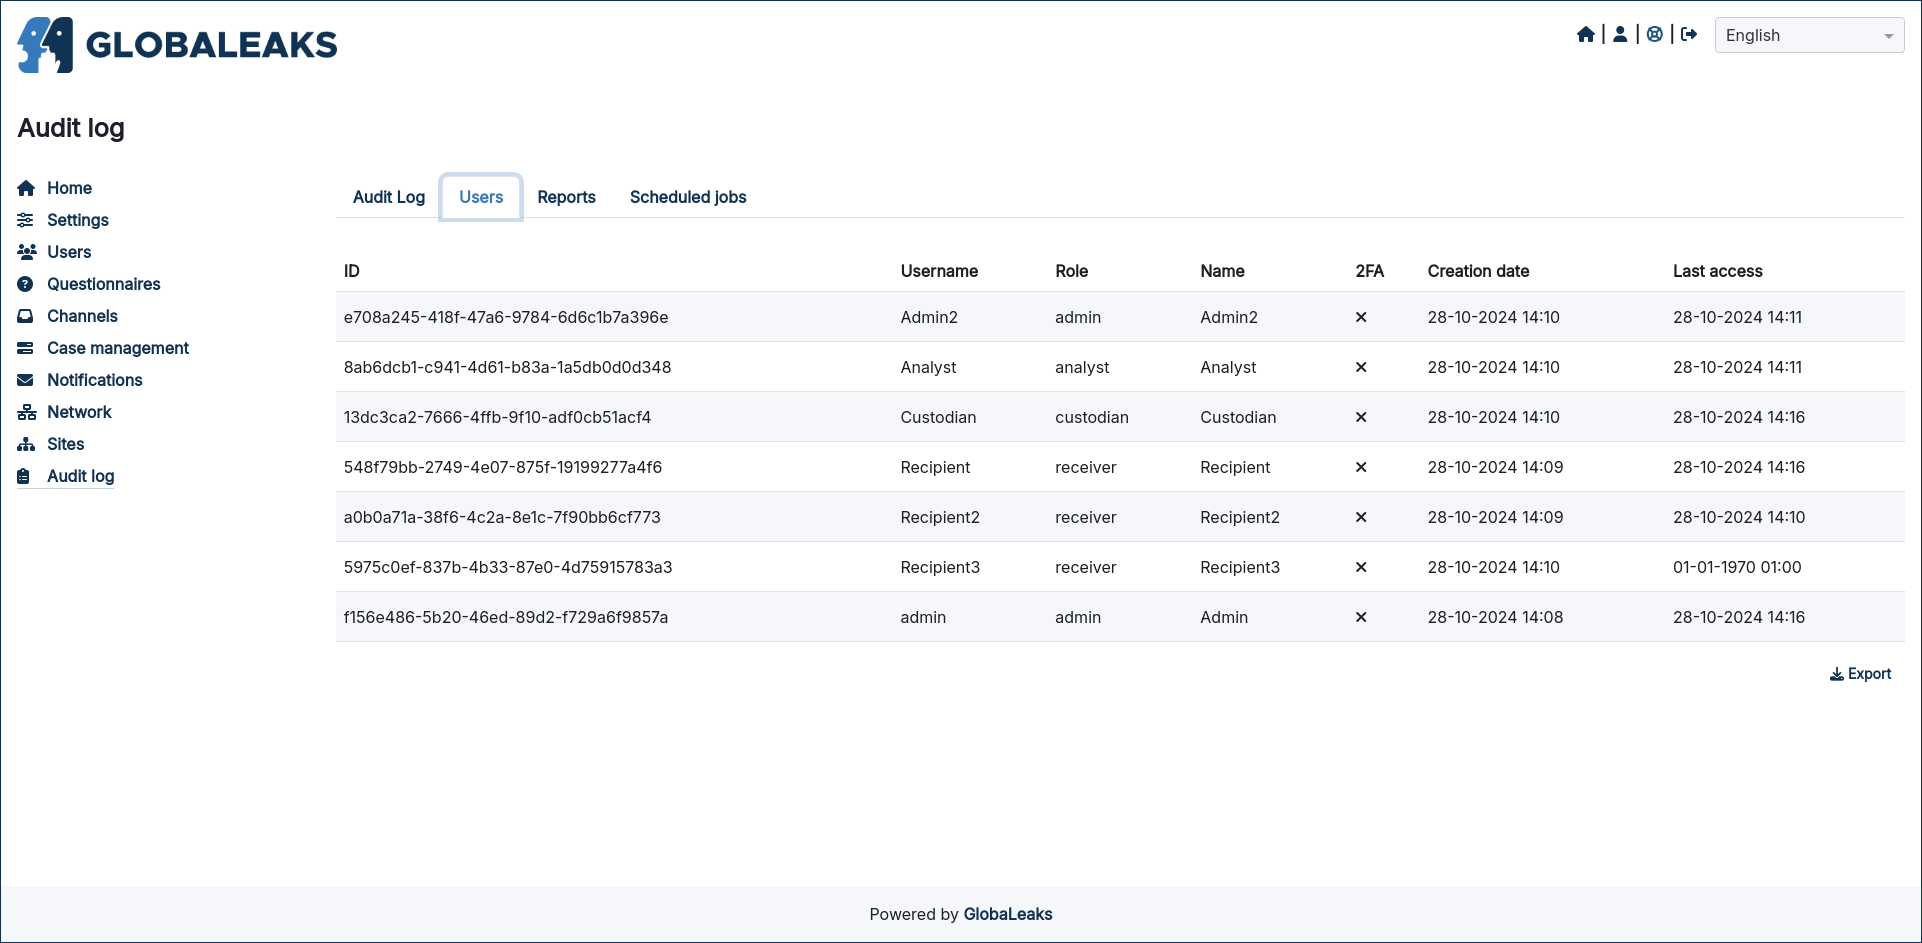 GLOBALEAKS
English
Audit log
Home
Settings
Users
Questionnaires
Channels
Case management
Notifications
Network
Sites
Audit log
Audit Log Users Reports Scheduled jobs
ID Username Role Name 2FA Creation date Last access
e708a245-418f-47a6-9784-6d6c1b7a396e Admin2 admin Admin2 28-10-2024 14:10 28-10-2024 14:11
8ab6dcb1-c941-4d61-b83a-1a5db0d0d348 Analyst analyst Analyst 28-10-2024 14:10 28-10-2024 14:11
13dc3ca2-7666-4ffb-9f10-adf0cb51acf4 Custodian custodian Custodian 28-10-2024 14:10 28-10-2024 14:16
548f79bb-2749-4e07-875f-19199277a4f6 Recipient receiver Recipient 28-10-2024 14:09 28-10-2024 14:16
a0b0a71a-38f6-4c2a-8e1c-7f90bb6cf773 Recipient2 receiver Recipient2 28-10-2024 14:09 28-10-2024 14:10
5975c0ef-837b-4b33-87e0-4d75915783a3 Recipient3 receiver Recipient3 28-10-2024 14:10 01-01-1970 01:00
f156e486-5b20-46ed-89d2-f729a6f9857a admin admin Admin 28-10-2024 14:08 28-10-2024 14:16
Export
Powered by GlobaLeaks